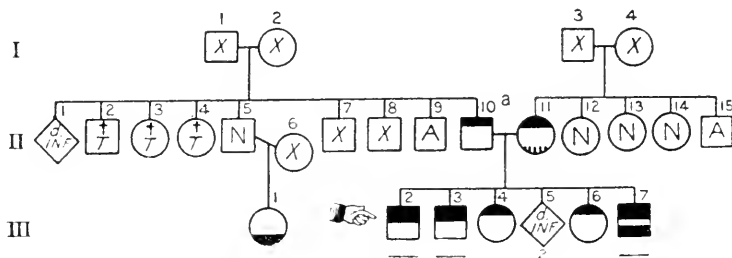 1 2 3 4
I X X X X
a
1 2 3 4 5 6 7 8 9 10 11 12 13 14 15
II d. INF † T † T † T N X X X A N N N A
1 2 3 4 5 6 7
III d. INF